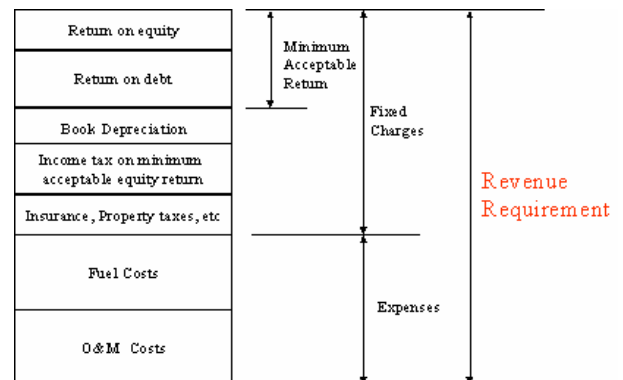 Return on equity
Return on debt
Book Depreciation
Income tax on minimum
acceptable equity return
Insurance, Property taxes, etc
Fuel Costs
O&M Costs
Minimum
Acceptable
Return
Fixed
Charges
Expenses
Revenue
Requirement